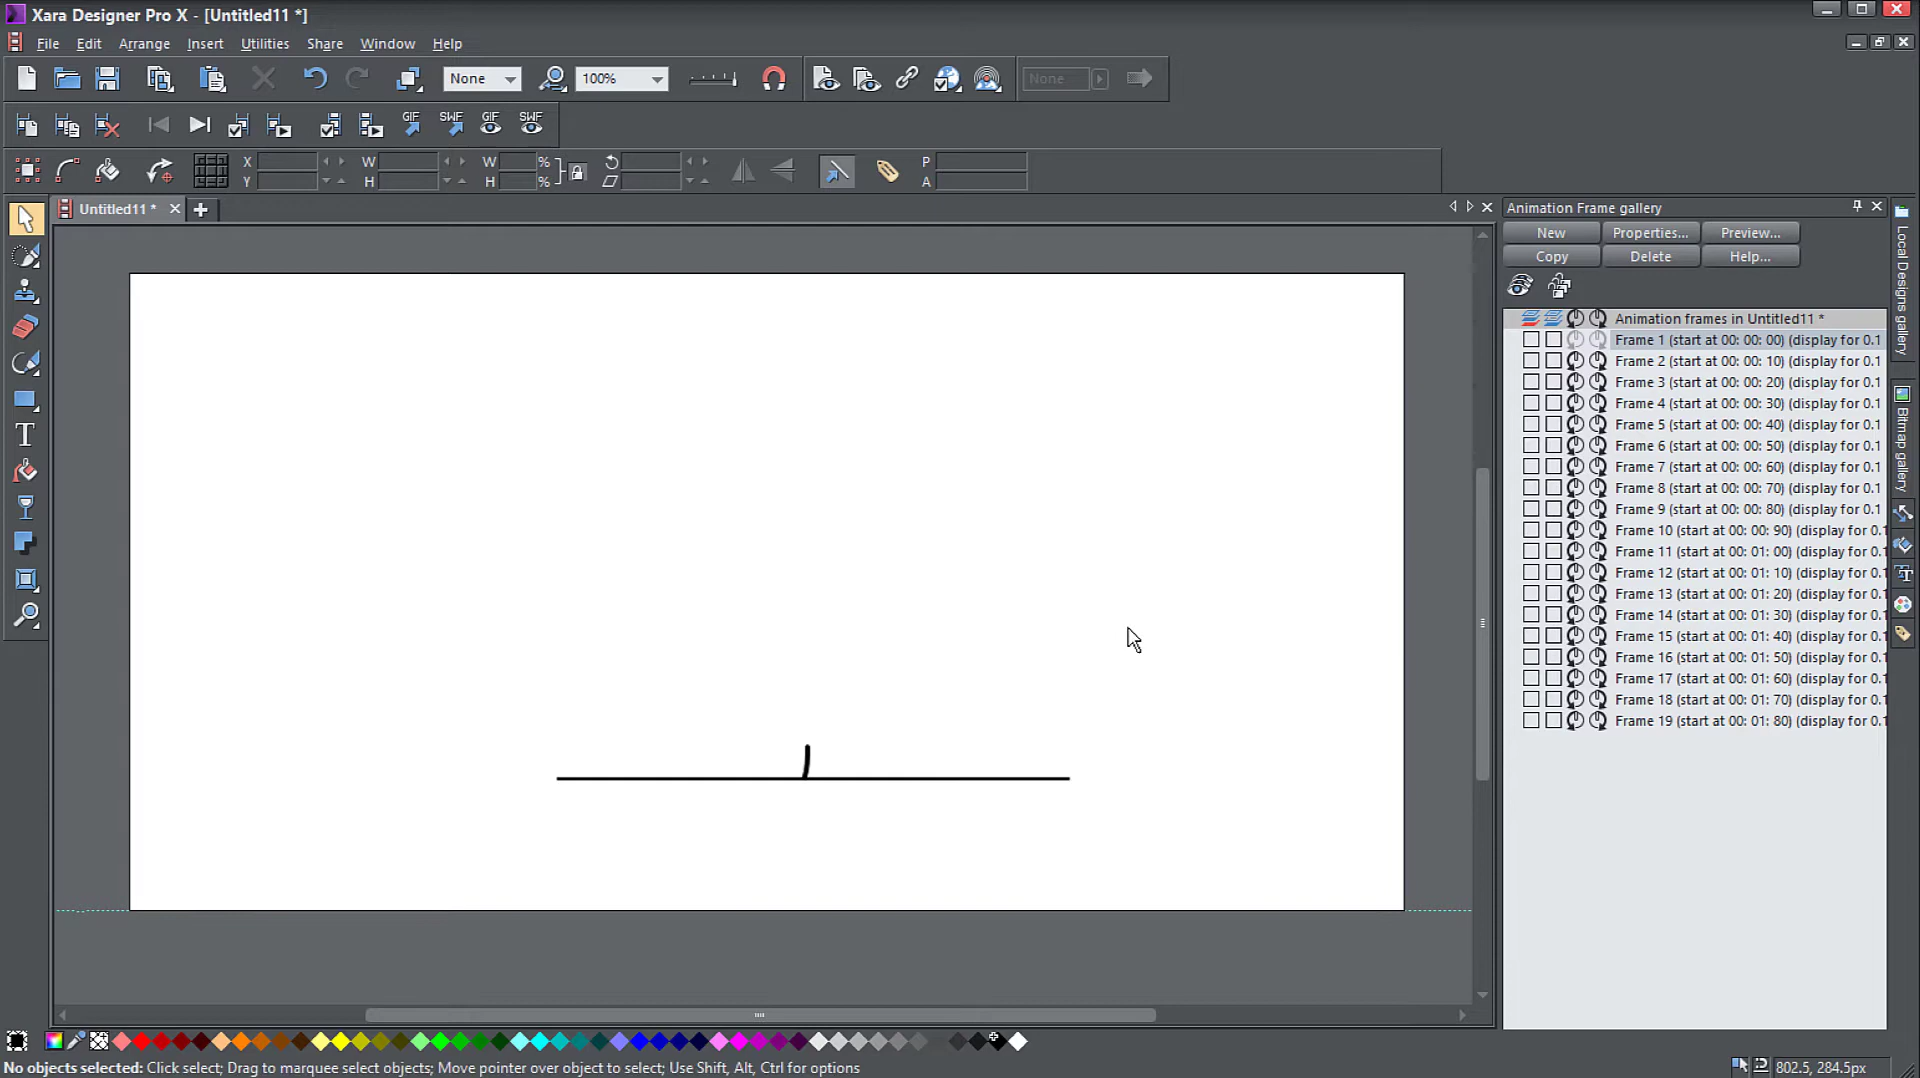 Xara Designer Pro X - [Untitled11 *]
File Edit Arrange Insert Utilities Share Window Help
None 100% None
GIF SWF GIF SWF
X W W % P
Y H H % A
Untitled11 *
Animation Frame gallery
New Properties... Preview...
Copy Delete Help...
Animation frames in Untitled11 *
Frame 1 (start at 00: 00: 00) (display for 0.1
Frame 2 (start at 00: 00: 10) (display for 0.1
Frame 3 (start at 00: 00: 20) (display for 0.1
Frame 4 (start at 00: 00: 30) (display for 0.1
Frame 5 (start at 00: 00: 40) (display for 0.1
Frame 6 (start at 00: 00: 50) (display for 0.1
Frame 7 (start at 00: 00: 60) (display for 0.1
Frame 8 (start at 00: 00: 70) (display for 0.1
Frame 9 (start at 00: 00: 80) (display for 0.1
Frame 10 (start at 00: 00: 90) (display for 0.1
Frame 11 (start at 00: 01: 00) (display for 0.1
Frame 12 (start at 00: 01: 10) (display for 0.1
Frame 13 (start at 00: 01: 20) (display for 0.1
Frame 14 (start at 00: 01: 30) (display for 0.1
Frame 15 (start at 00: 01: 40) (display for 0.1
Frame 16 (start at 00: 01: 50) (display for 0.1
Frame 17 (start at 00: 01: 60) (display for 0.1
Frame 18 (start at 00: 01: 70) (display for 0.1
Frame 19 (start at 00: 01: 80) (display for 0.1
Local Designs gallery
Bitmap gallery
No objects selected: Click select; Drag to marquee select objects; Move pointer over object to select; Use Shift, Alt, Ctrl for options
802.5, 284.5px